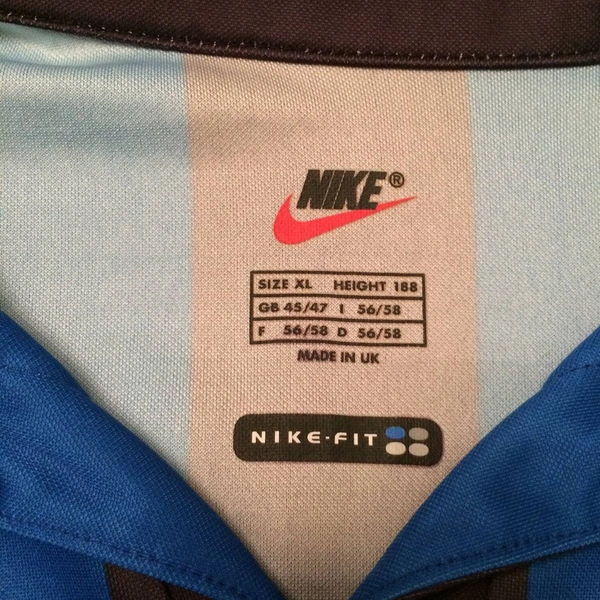 NIKE®
SIZE XL HEIGHT 188
GB 45/47 I 56/58
F 56/58 D 56/58
MADE IN UK
NIKE·FIT